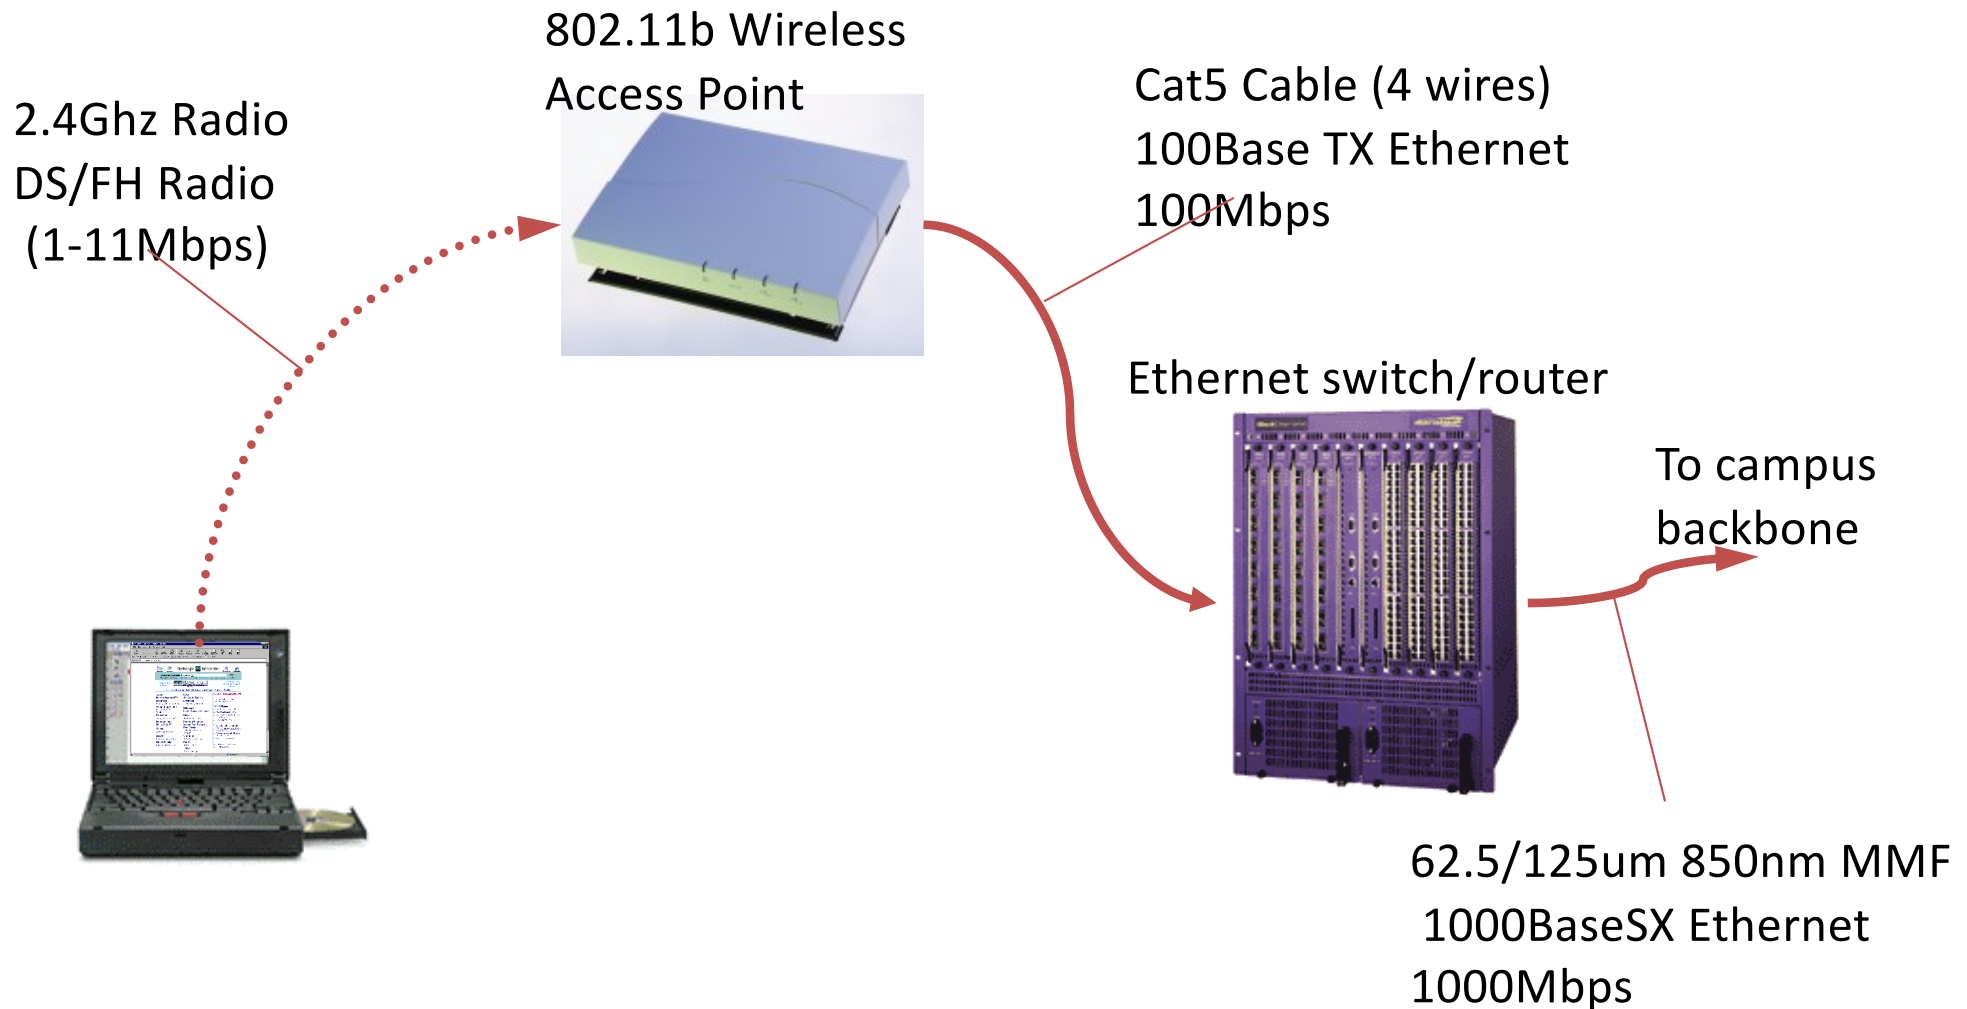 802.11b Wireless
Access Point
2.4Ghz Radio
DS/FH Radio
(1-11Mbps)
Cat5 Cable (4 wires)
100Base TX Ethernet
100Mbps
Ethernet switch/router
To campus
backbone
62.5/125um 850nm MMF
1000BaseSX Ethernet
1000Mbps